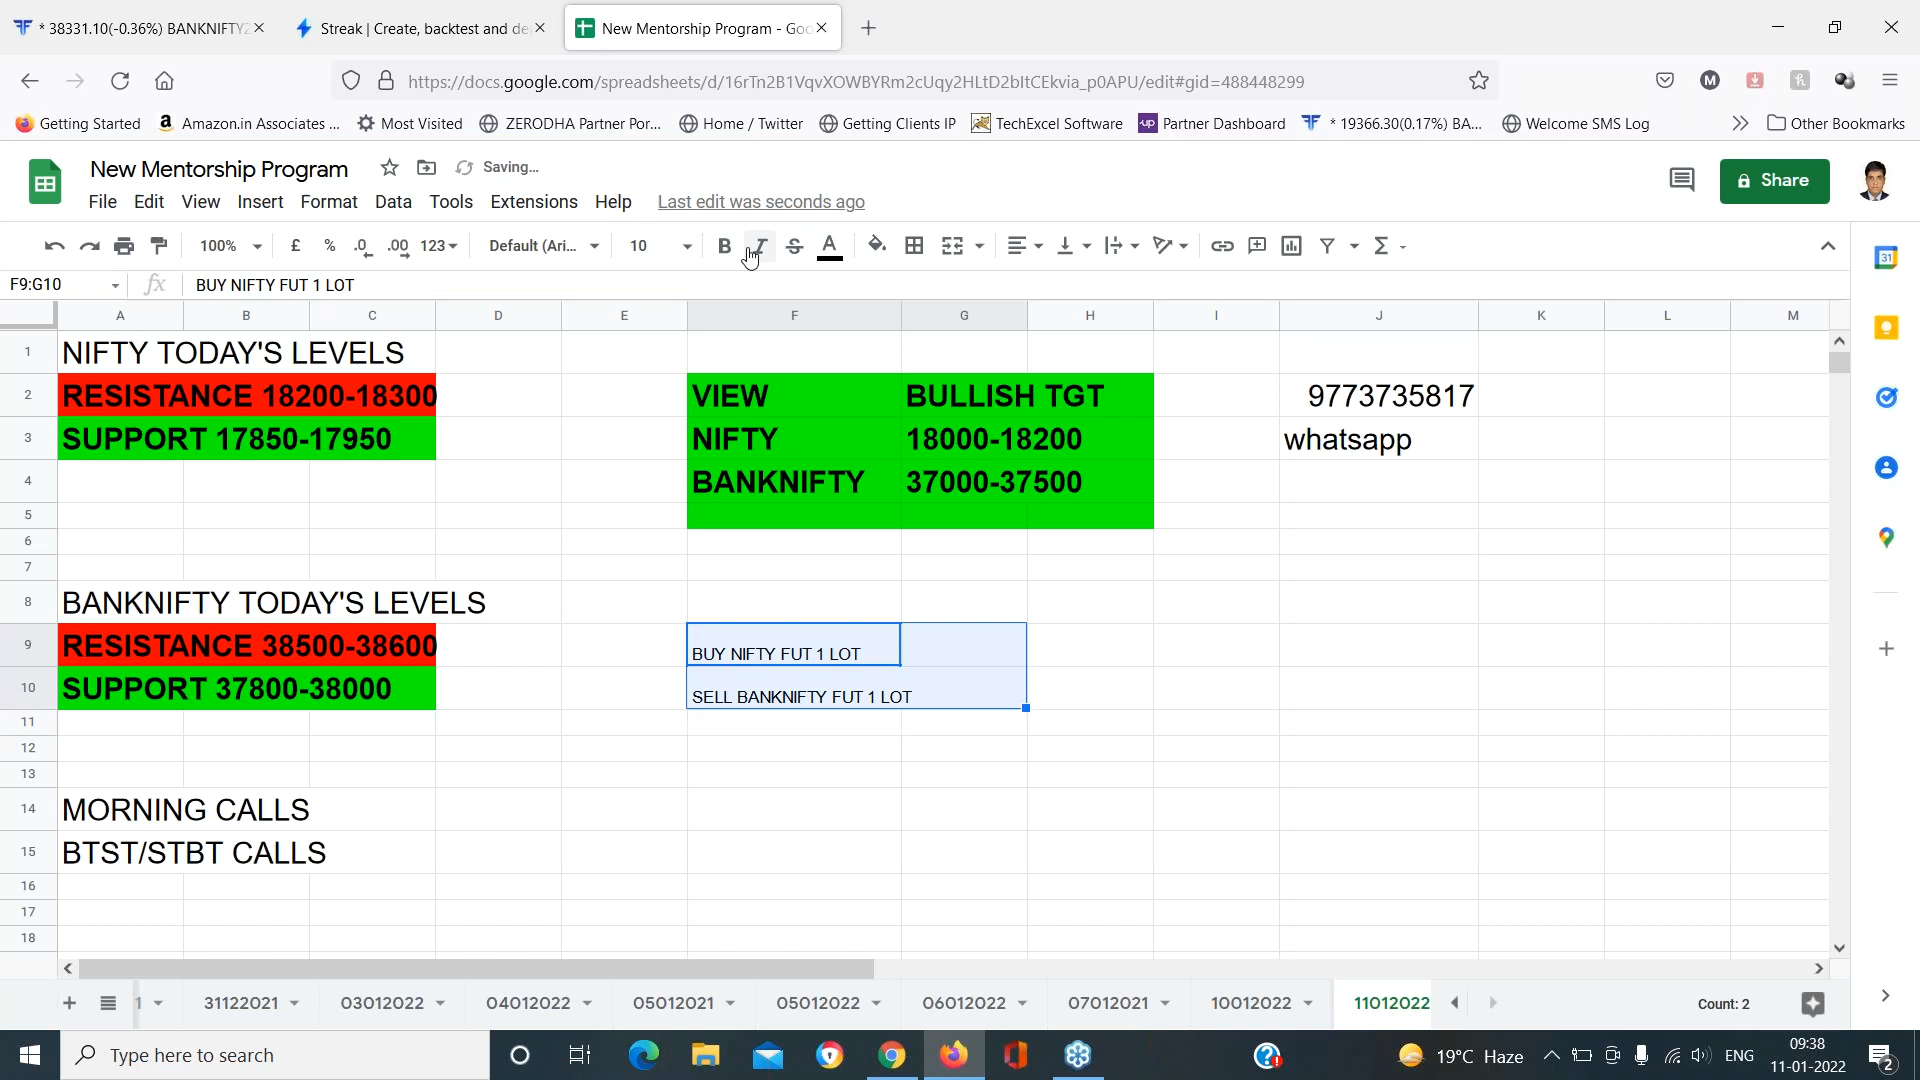 * 38331.10(-0.36%) BANKNIFTY2
Streak | Create, backtest and de
New Mentorship Program - Goo
https://docs.google.com/spreadsheets/d/16rTn2B1VqvXOWBYRm2cUqy2HLtD2bItCEkvia_p0APU/edit#gid=488448299
Getting Started
Amazon.in Associates ...
Most Visited
ZERODHA Partner Por...
Home / Twitter
Getting Clients IP
TechExcel Software
Partner Dashboard
* 19366.30(0.17%) BA...
Welcome SMS Log
Other Bookmarks
New Mentorship Program
Saving...
Share
File Edit View Insert Format Data Tools Extensions Help Last edit was seconds ago
100% £ % .0 .00 123 Default (Ari... 10 B I S A
F9:G10 fx BUY NIFTY FUT 1 LOT
A B C D E F G H I J K L M
1 NIFTY TODAY'S LEVELS
2 RESISTANCE 18200-18300 VIEW BULLISH TGT 9773735817
3 SUPPORT 17850-17950 NIFTY 18000-18200 whatsapp
4 BANKNIFTY 37000-37500
5
6
7
8 BANKNIFTY TODAY'S LEVELS
9 RESISTANCE 38500-38600 BUY NIFTY FUT 1 LOT
10 SUPPORT 37800-38000 SELL BANKNIFTY FUT 1 LOT
11
12
13
14 MORNING CALLS
15 BTST/STBT CALLS
16
17
18
1 31122021 03012022 04012022 05012021 05012022 06012022 07012021 10012022 11012022 Count: 2
Type here to search
19°C Haze
ENG
09:38
11-01-2022
2